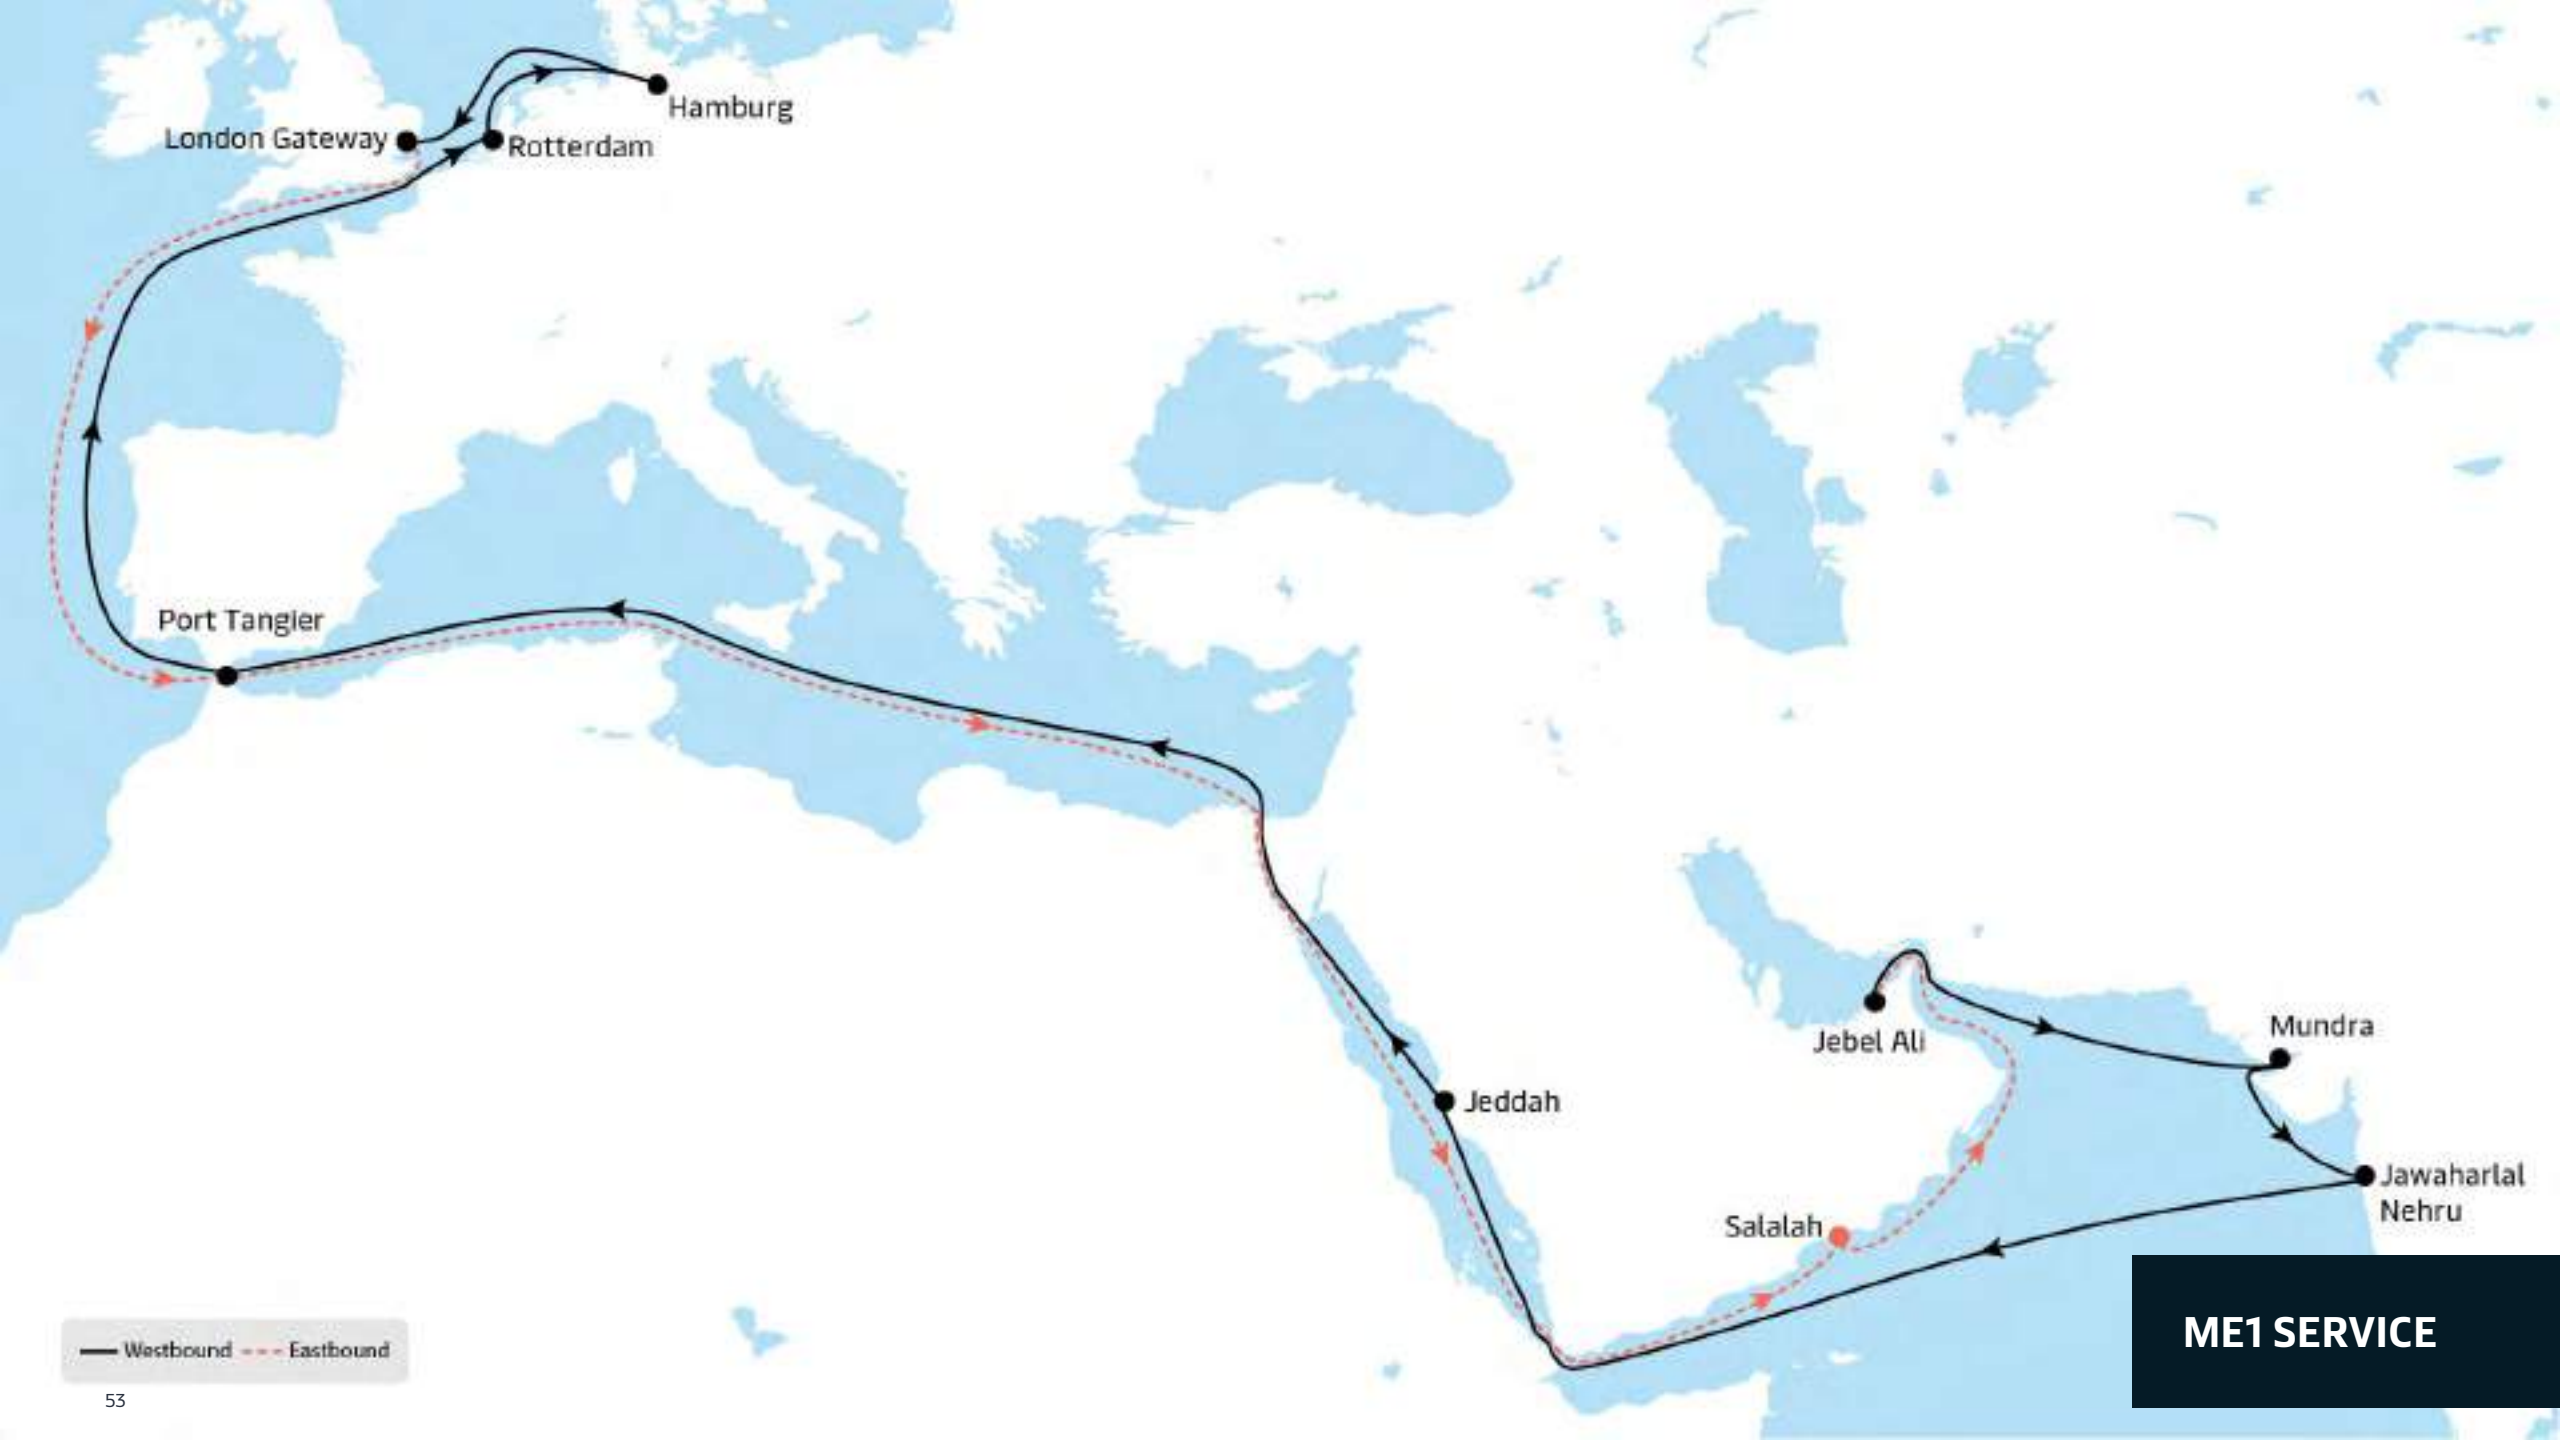 Hamburg
London Gateway
Rotterdam
Port Tangier
Jebel Ali
Mundra
Jeddah
Jawaharlal
Nehru
Salalah
ME1 SERVICE
Westbound
Eastbound
53